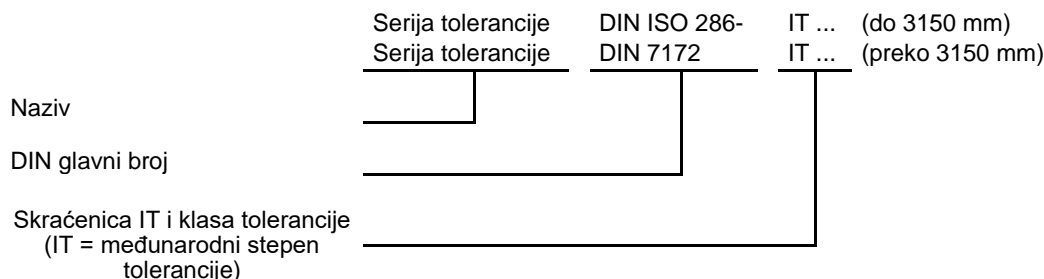 Serija tolerancije DIN ISO 286- IT ... (do 3150 mm)
Serija tolerancije DIN 7172 IT ... (preko 3150 mm)
Naziv
DIN glavni broj
Skraćenica IT i klasa tolerancije
(IT = međunarodni stepen
tolerancije)